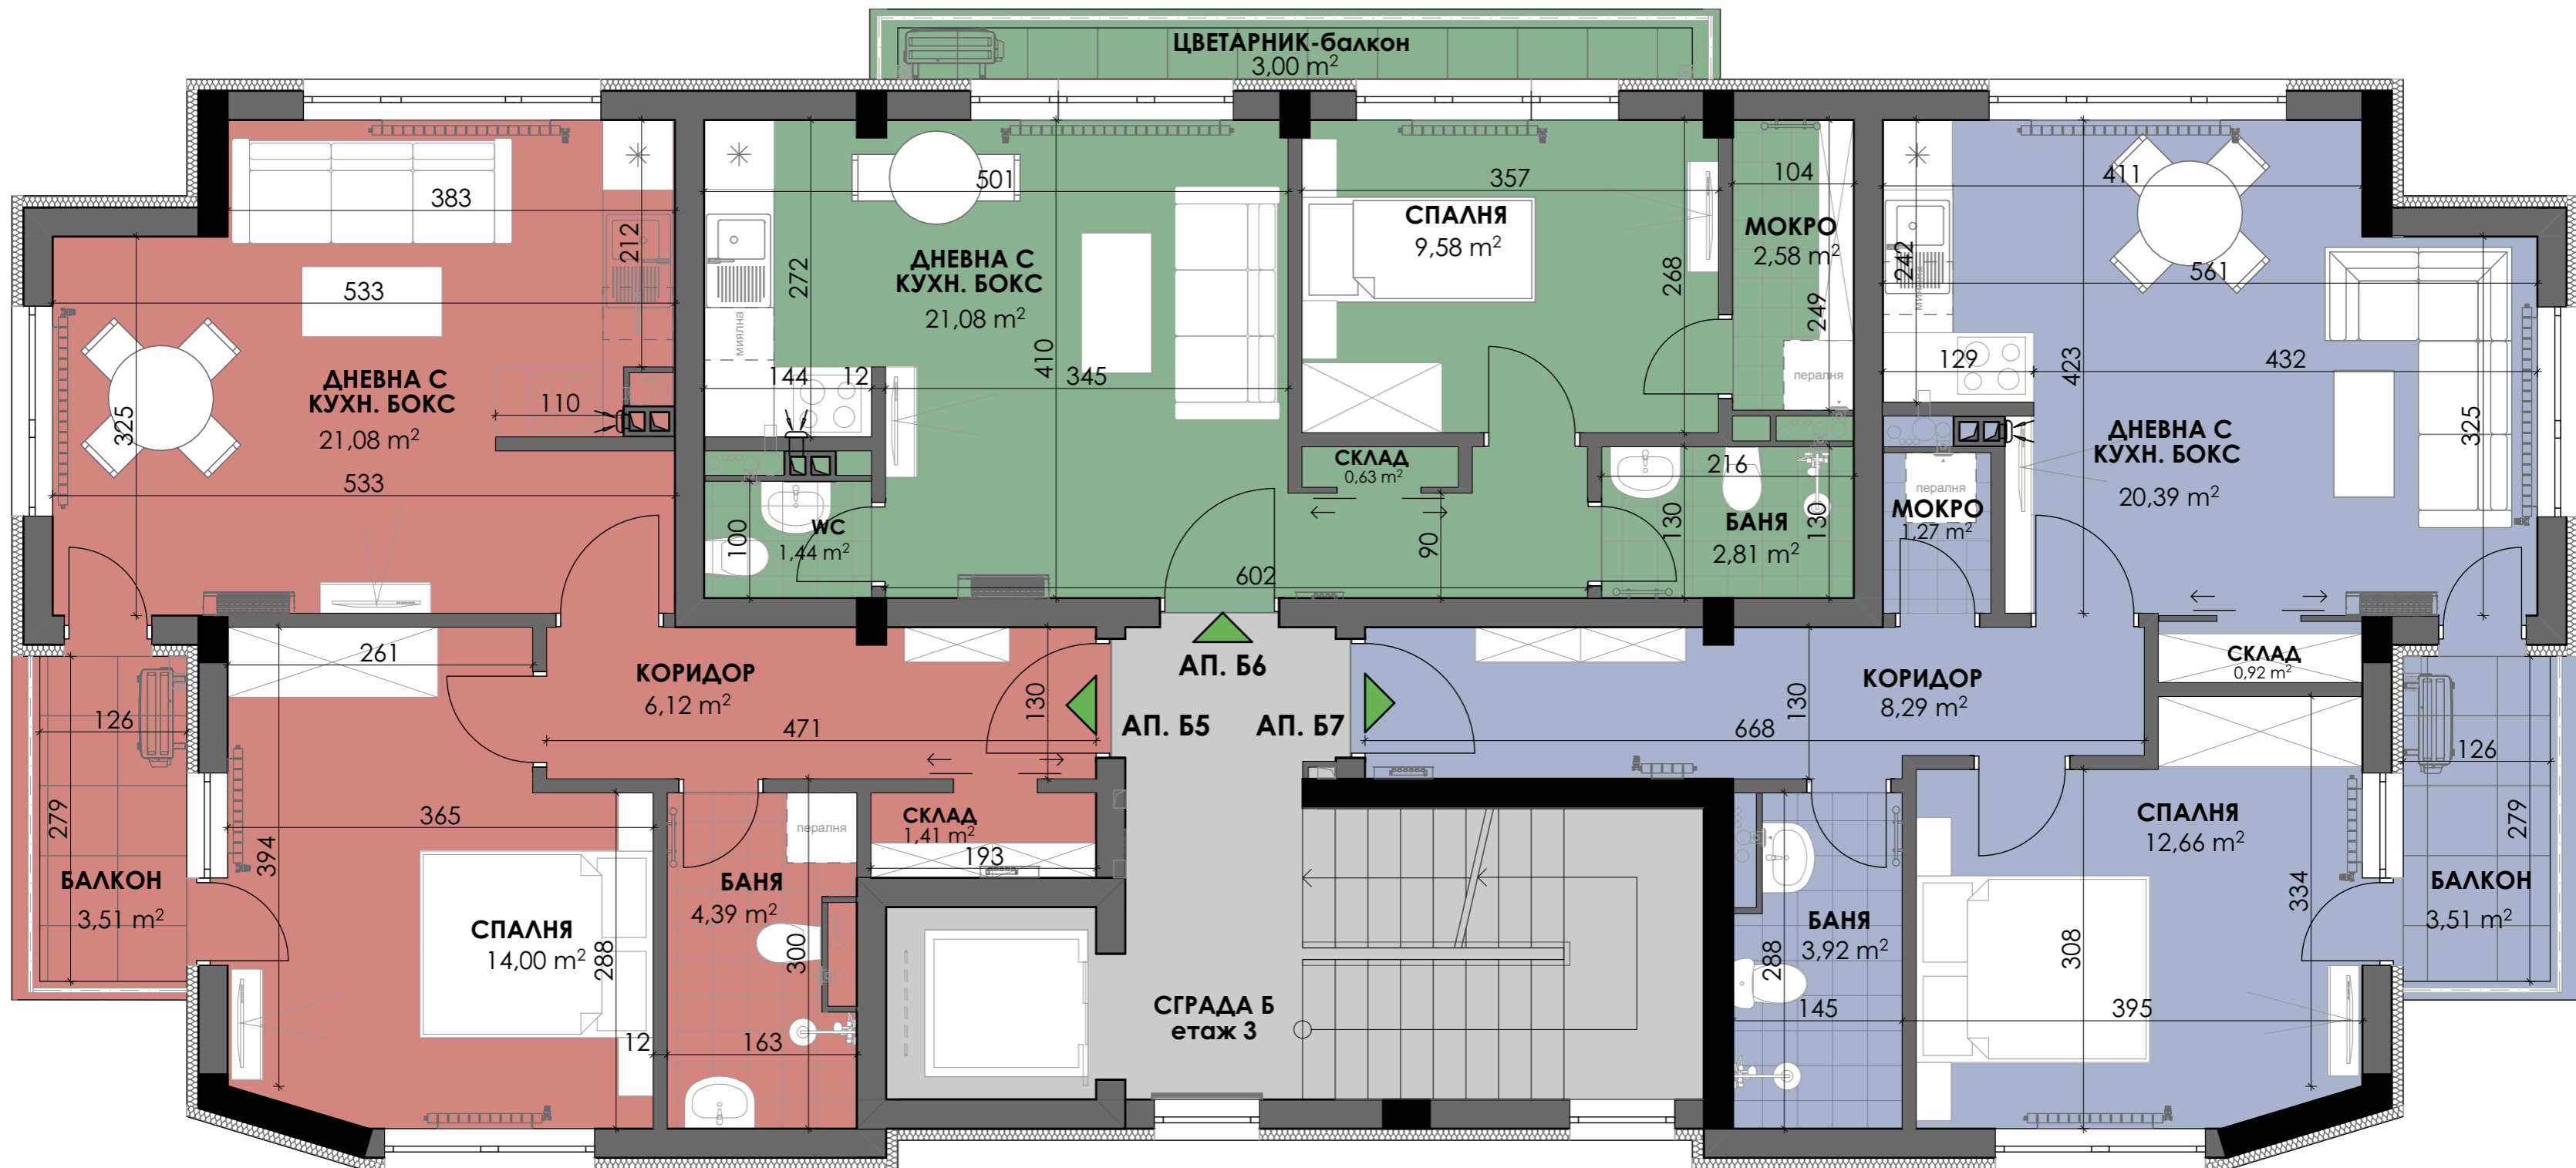 ЦВЕТАРНИК-балкон
3,00 m²
383
212
533
ДНЕВНА С
КУХН. БОКС
21,08 m²
110
325
533
501
272
ДНЕВНА С
КУХН. БОКС
21,08 m²
миялна
410
144
12
345
WC
1,44 m²
100
602
357
СПАЛНЯ
9,58 m²
268
104
МОКРО
2,58 m²
249
пералня
СКЛАД
0,63 m²
90
216
130
БАНЯ
2,81 m²
130
411
242
561
миялна
129
423
432
ДНЕВНА С
КУХН. БОКС
20,39 m²
325
пералня
МОКРО
1,27 m²
261
КОРИДОР
6,12 m²
130
471
АП. Б6
АП. Б5
АП. Б7
КОРИДОР
8,29 m²
130
668
СКЛАД
0,92 m²
126
279
БАЛКОН
3,51 m²
365
394
СПАЛНЯ
14,00 m²
288
12
пералня
БАНЯ
4,39 m²
300
163
СКЛАД
1,41 m²
193
СГРАДА Б
етаж 3
БАНЯ
3,92 m²
288
145
СПАЛНЯ
12,66 m²
334
308
395
126
279
БАЛКОН
3,51 m²